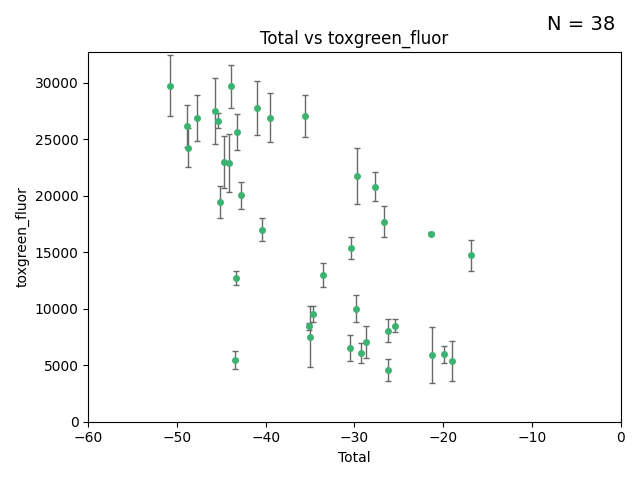 N = 38
Total vs toxgreen_fluor
30000
25000
20000
15000
10000
5000
0
toxgreen_fluor
−60 −50 −40 −30 −20 −10 0
Total